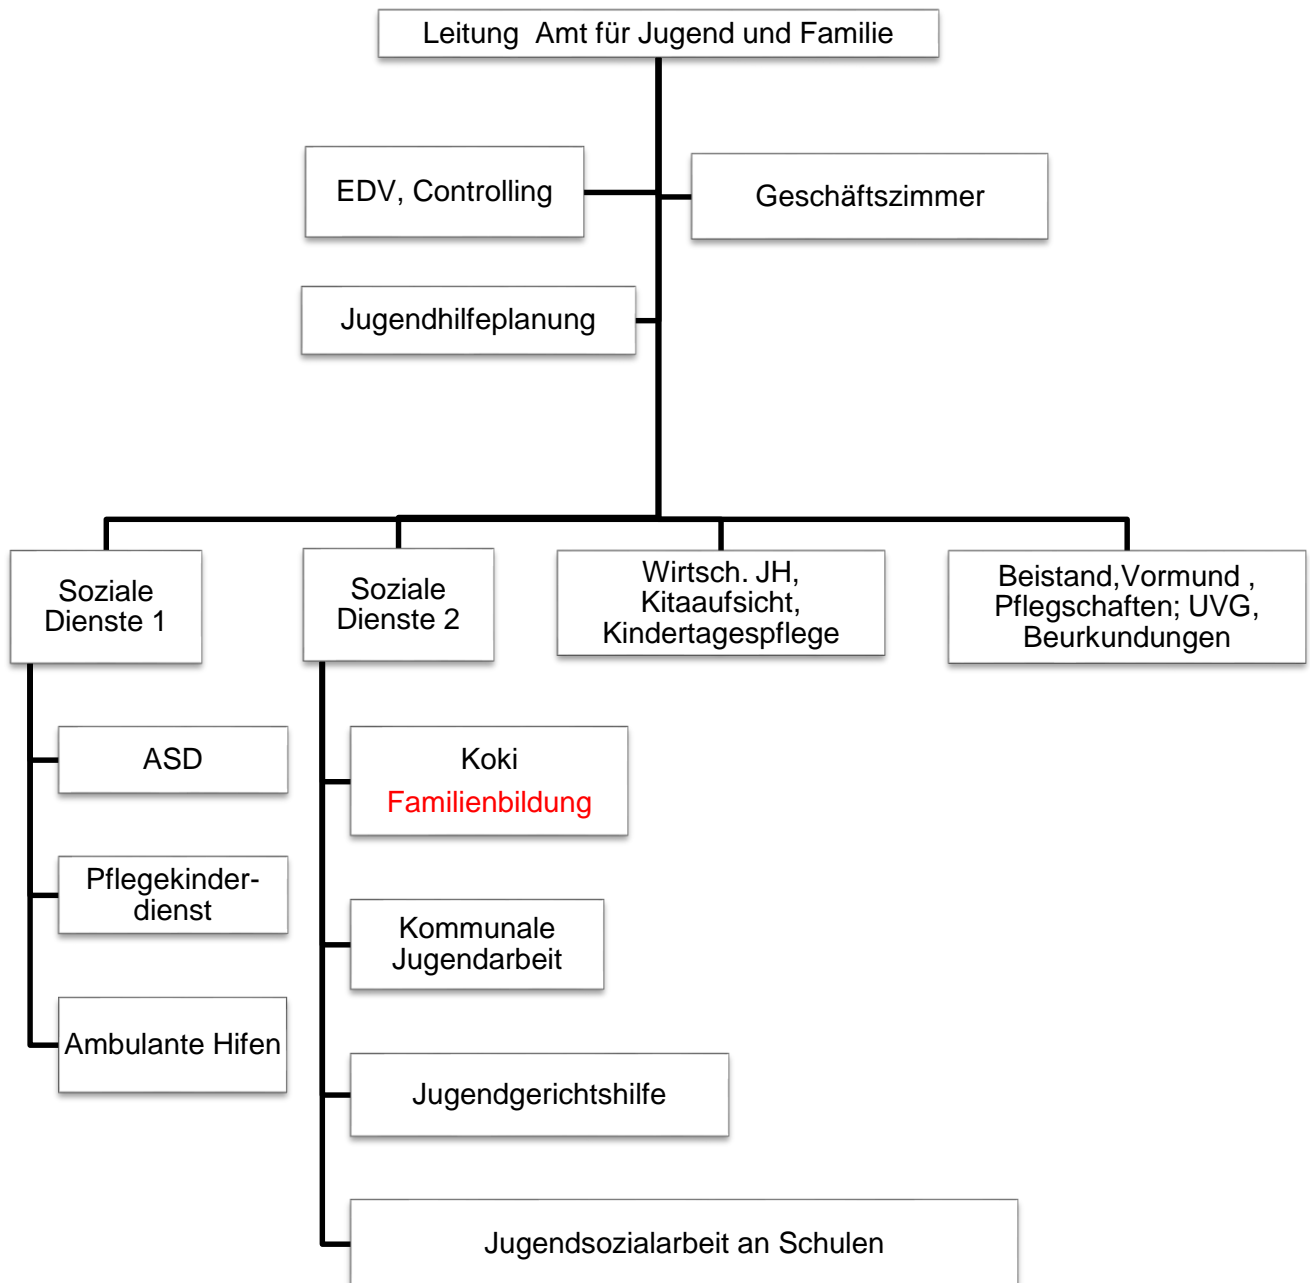 Leitung  Amt für Jugend und Familie
EDV, Controlling
Geschäftszimmer
Jugendhilfeplanung
Soziale
Dienste 1
Soziale
Dienste 2
Wirtsch. JH,
Kitaaufsicht,
Kindertagespflege
Beistand,Vormund ,
Pflegschaften; UVG,
Beurkundungen
ASD
Pflegekinder-
dienst
Ambulante Hifen
Koki
Familienbildung
Kommunale
Jugendarbeit
Jugendgerichtshilfe
Jugendsozialarbeit an Schulen